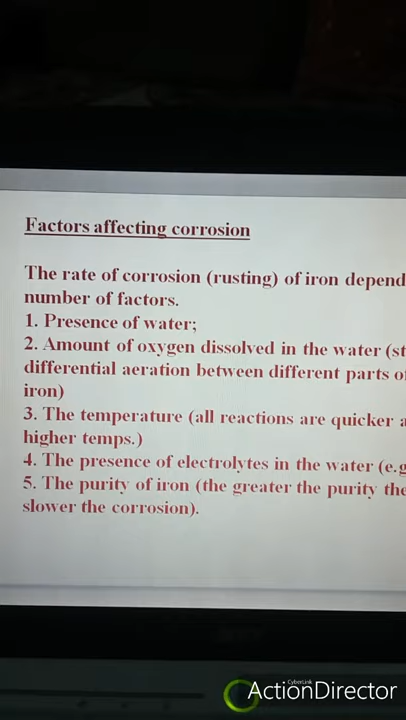 Factors affecting corrosion
The rate of corrosion (rusting) of iron depend
number of factors.
1. Presence of water;
2. Amount of oxygen dissolved in the water (st
differential aeration between different parts of
iron)
3. The temperature (all reactions are quicker a
higher temps.)
4. The presence of electrolytes in the water (e.g
5. The purity of iron (the greater the purity the
slower the corrosion).
CyberLink
ActionDirector